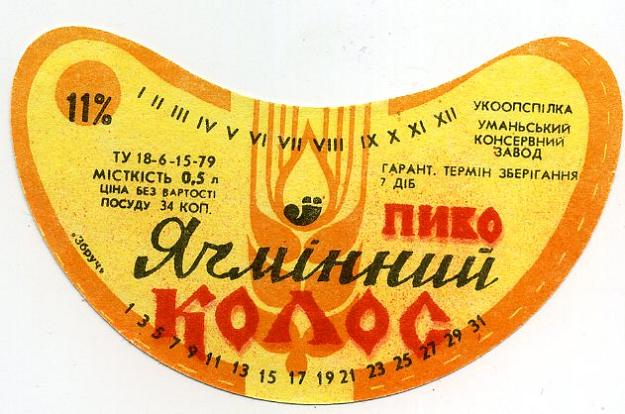 11%
I II III IV V VI VII VIII IX X XI XII
ТУ 18-6-15-79
МІСТКІСТЬ 0,5 л
ЦІНА БЕЗ ВАРТОСТІ
ПОСУДУ 34 КОП.
УКООПСПІЛКА
УМАНЬСЬКИЙ
КОНСЕРВНИЙ
ЗАВОД
ГАРАНТ. ТЕРМІН ЗБЕРІГАННЯ
7 ДІБ
ПИВО
Ячмінний
КОЛОС
«Збруч»
1 3 5 7 9 11 13 15 17 19 21 23 25 27 29 31